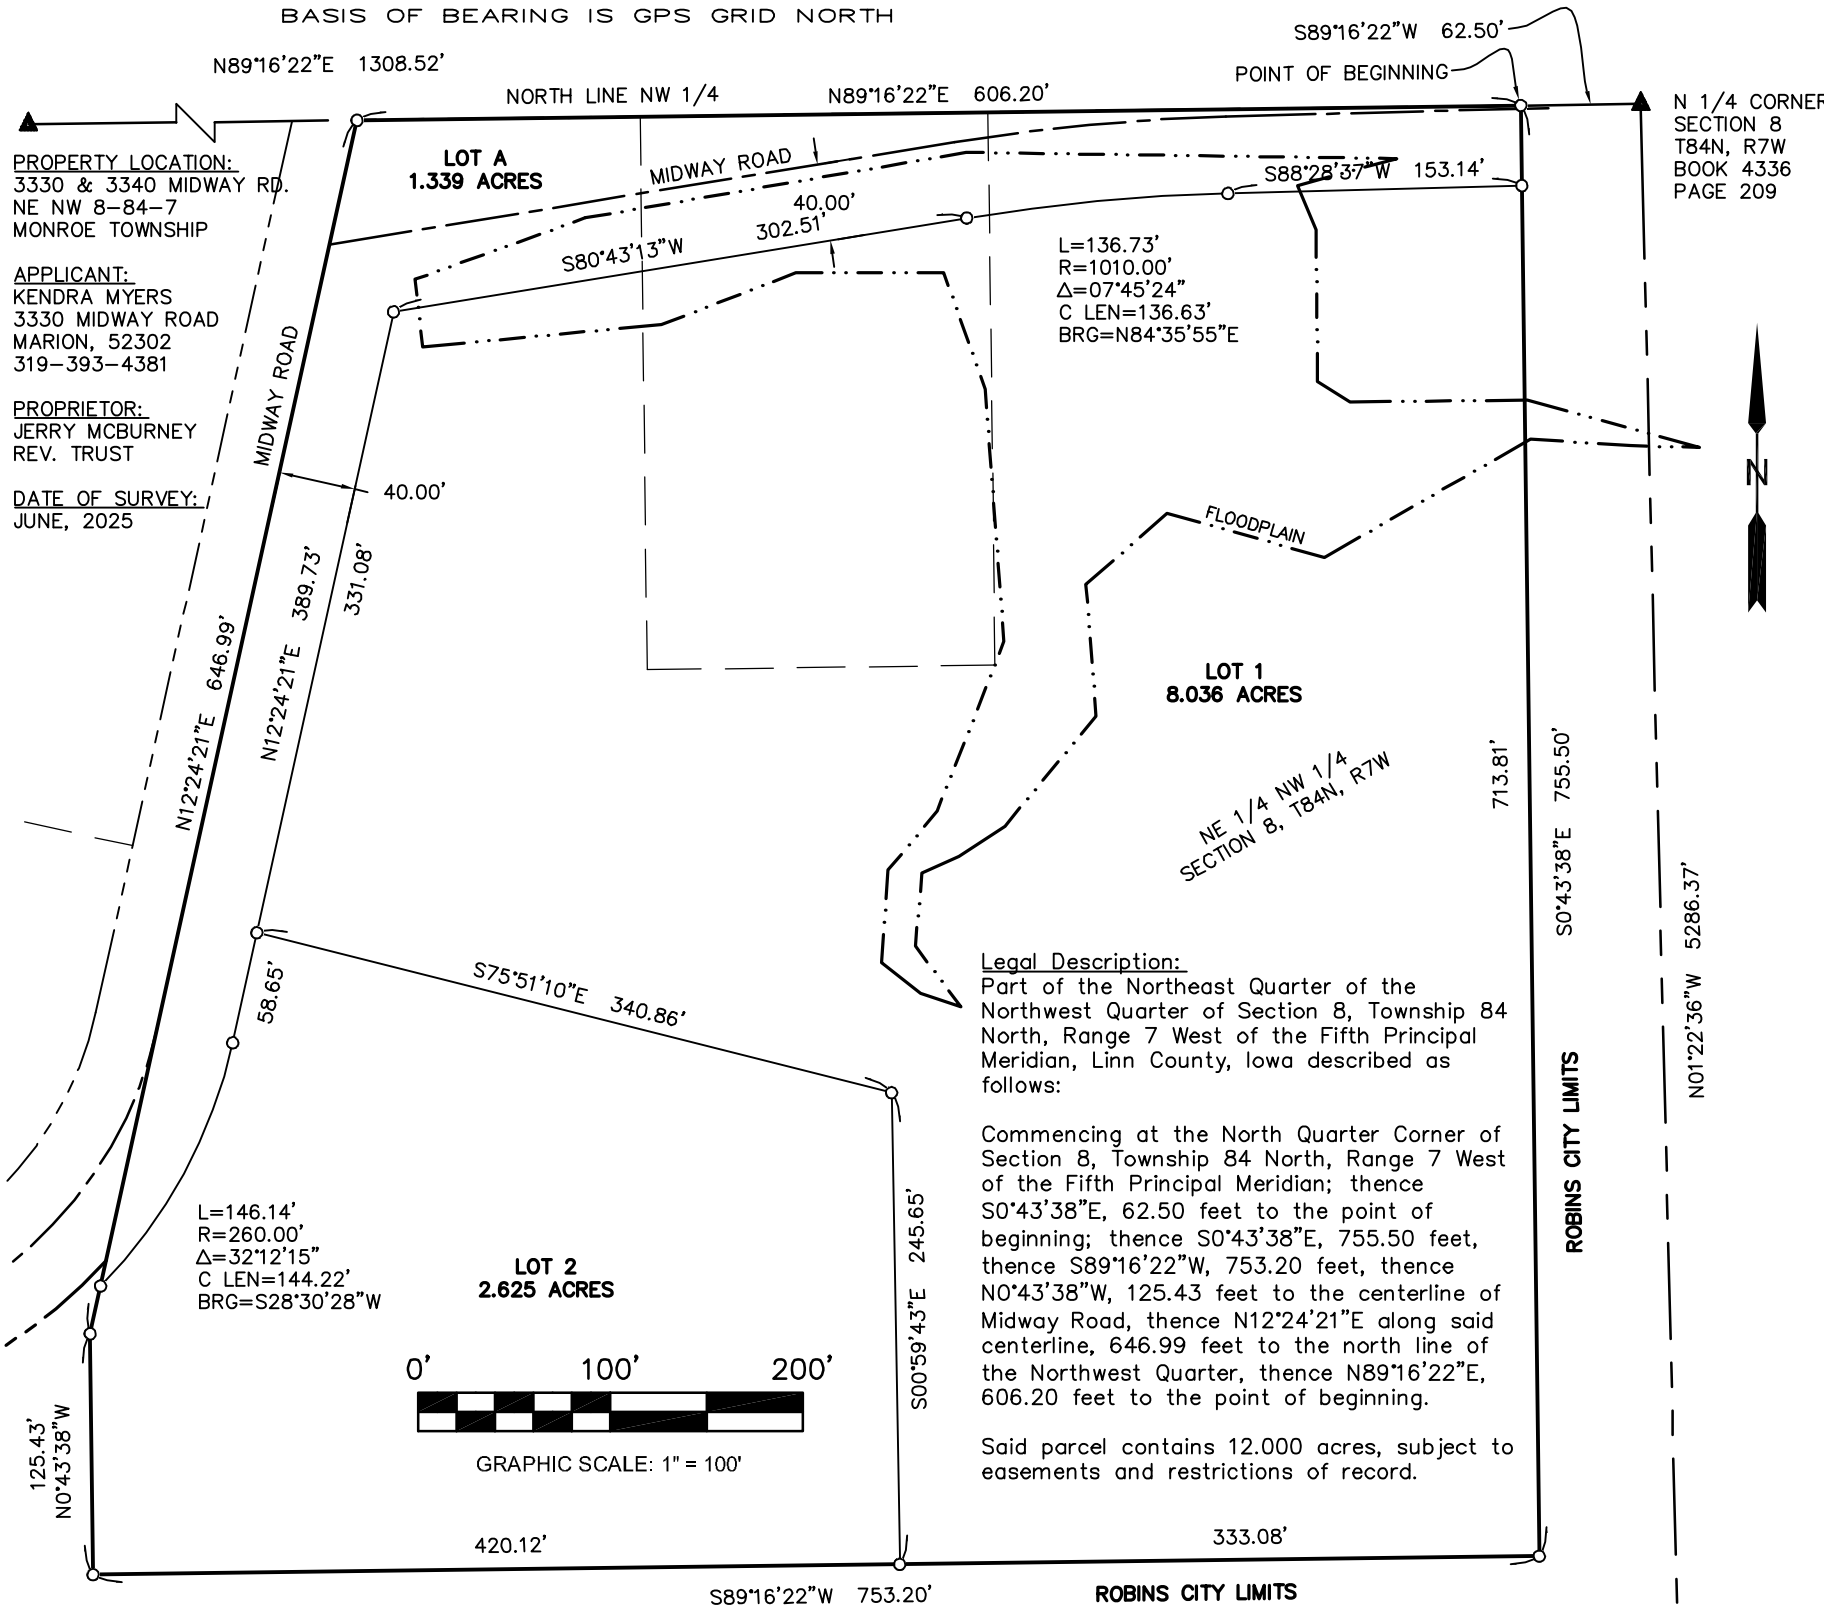 BASIS OF BEARING IS GPS GRID NORTH
S89°16'22"W 62.50'
N89°16'22"E 1308.52'
POINT OF BEGINNING
NORTH LINE NW 1/4
N89°16'22"E 606.20'
N 1/4 CORNER
SECTION 8
T84N, R7W
BOOK 4336
PAGE 209
PROPERTY LOCATION:
3330 & 3340 MIDWAY RD.
NE NW 8-84-7
MONROE TOWNSHIP
APPLICANT:
KENDRA MYERS
3330 MIDWAY ROAD
MARION, 52302
319-393-4381
PROPRIETOR:
JERRY MCBURNEY
REV. TRUST
DATE OF SURVEY:
JUNE, 2025
LOT A
1.339 ACRES
MIDWAY ROAD
40.00'
S80°43'13"W 302.51'
S88°28'37"W 153.14'
L=136.73'
R=1010.00'
Δ=07°45'24"
C LEN=136.63'
BRG=N84°35'55"E
MIDWAY ROAD
40.00'
N
FLOODPLAIN
N12°24'21"E 389.73'
331.08'
N12°24'21"E 646.99'
LOT 1
8.036 ACRES
NE 1/4 NW 1/4
SECTION 8, T84N, R7W
713.81'
S0°43'38"E 755.50'
N01°22'36"W 5286.37'
58.65'
S75°51'10"E 340.86'
Legal Description:
Part of the Northeast Quarter of the
Northwest Quarter of Section 8, Township 84
North, Range 7 West of the Fifth Principal
Meridian, Linn County, Iowa described as
follows:
Commencing at the North Quarter Corner of
Section 8, Township 84 North, Range 7 West
of the Fifth Principal Meridian; thence
S0°43'38"E, 62.50 feet to the point of
beginning; thence S0°43'38"E, 755.50 feet,
thence S89°16'22"W, 753.20 feet, thence
N0°43'38"W, 125.43 feet to the centerline of
Midway Road, thence N12°24'21"E along said
centerline, 646.99 feet to the north line of
the Northwest Quarter, thence N89°16'22"E,
606.20 feet to the point of beginning.
Said parcel contains 12.000 acres, subject to
easements and restrictions of record.
ROBINS CITY LIMITS
L=146.14'
R=260.00'
Δ=32°12'15"
C LEN=144.22'
BRG=S28°30'28"W
LOT 2
2.625 ACRES
S00°59'43"E 245.65'
0' 100' 200'
GRAPHIC SCALE: 1" = 100'
125.43'
N0°43'38"W
420.12'
333.08'
S89°16'22"W 753.20'
ROBINS CITY LIMITS